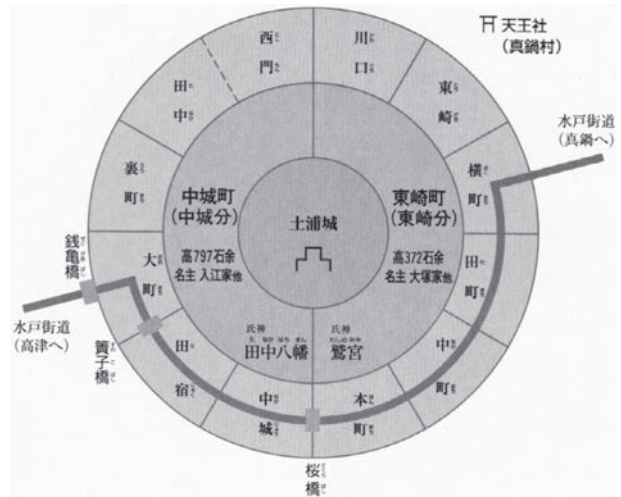 天王社
(真鍋村)
西門
川口
田中
東崎
水戸街道
(真鍋へ)
裏町
横町
中城町
(中城分)
東崎町
(東崎分)
土浦城
高797石余
名主 入江家他
高372石余
名主 大塚家他
銭亀橋
大町
田町
水戸街道
(高津へ)
簀子橋
氏神
田中八幡
氏神
鷲宮
わしのみや
田宿
中町
中城
本町
桜橋